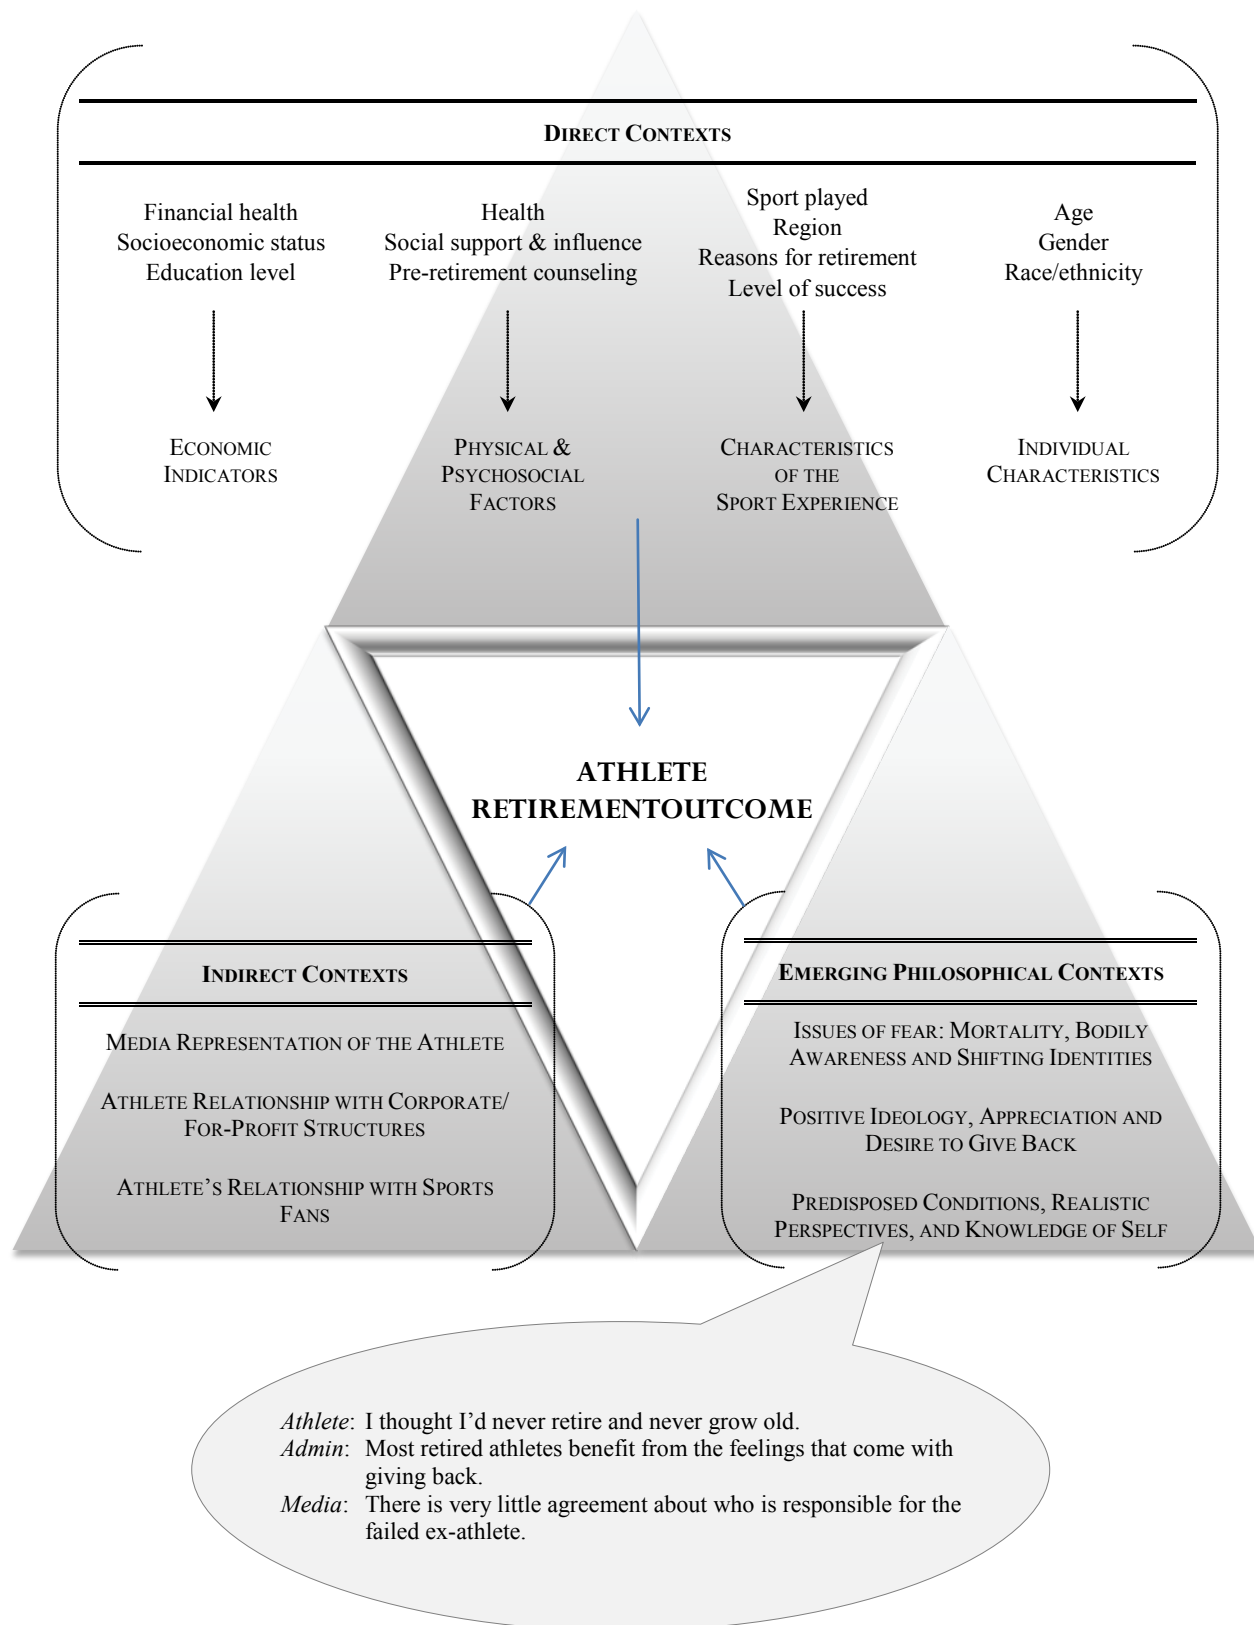 DIRECT CONTEXTS
Financial health
Socioeconomic status
Education level
Health
Social support & influence
Pre-retirement counseling
Sport played
Region
Reasons for retirement
Level of success
Age
Gender
Race/ethnicity
ECONOMIC
INDICATORS
PHYSICAL &
PSYCHOSOCIAL
FACTORS
CHARACTERISTICS
OF THE
SPORT EXPERIENCE
INDIVIDUAL
CHARACTERISTICS
ATHLETE
RETIREMENTOUTCOME
INDIRECT CONTEXTS
MEDIA REPRESENTATION OF THE ATHLETE
ATHLETE RELATIONSHIP WITH CORPORATE/
FOR-PROFIT STRUCTURES
ATHLETE'S RELATIONSHIP WITH SPORTS
FANS
EMERGING PHILOSOPHICAL CONTEXTS
ISSUES OF FEAR: MORTALITY, BODILY
AWARENESS AND SHIFTING IDENTITIES
POSITIVE IDEOLOGY, APPRECIATION AND
DESIRE TO GIVE BACK
PREDISPOSED CONDITIONS, REALISTIC
PERSPECTIVES, AND KNOWLEDGE OF SELF
Athlete: I thought I'd never retire and never grow old.
Admin: Most retired athletes benefit from the feelings that come with
giving back.
Media: There is very little agreement about who is responsible for the
failed ex-athlete.